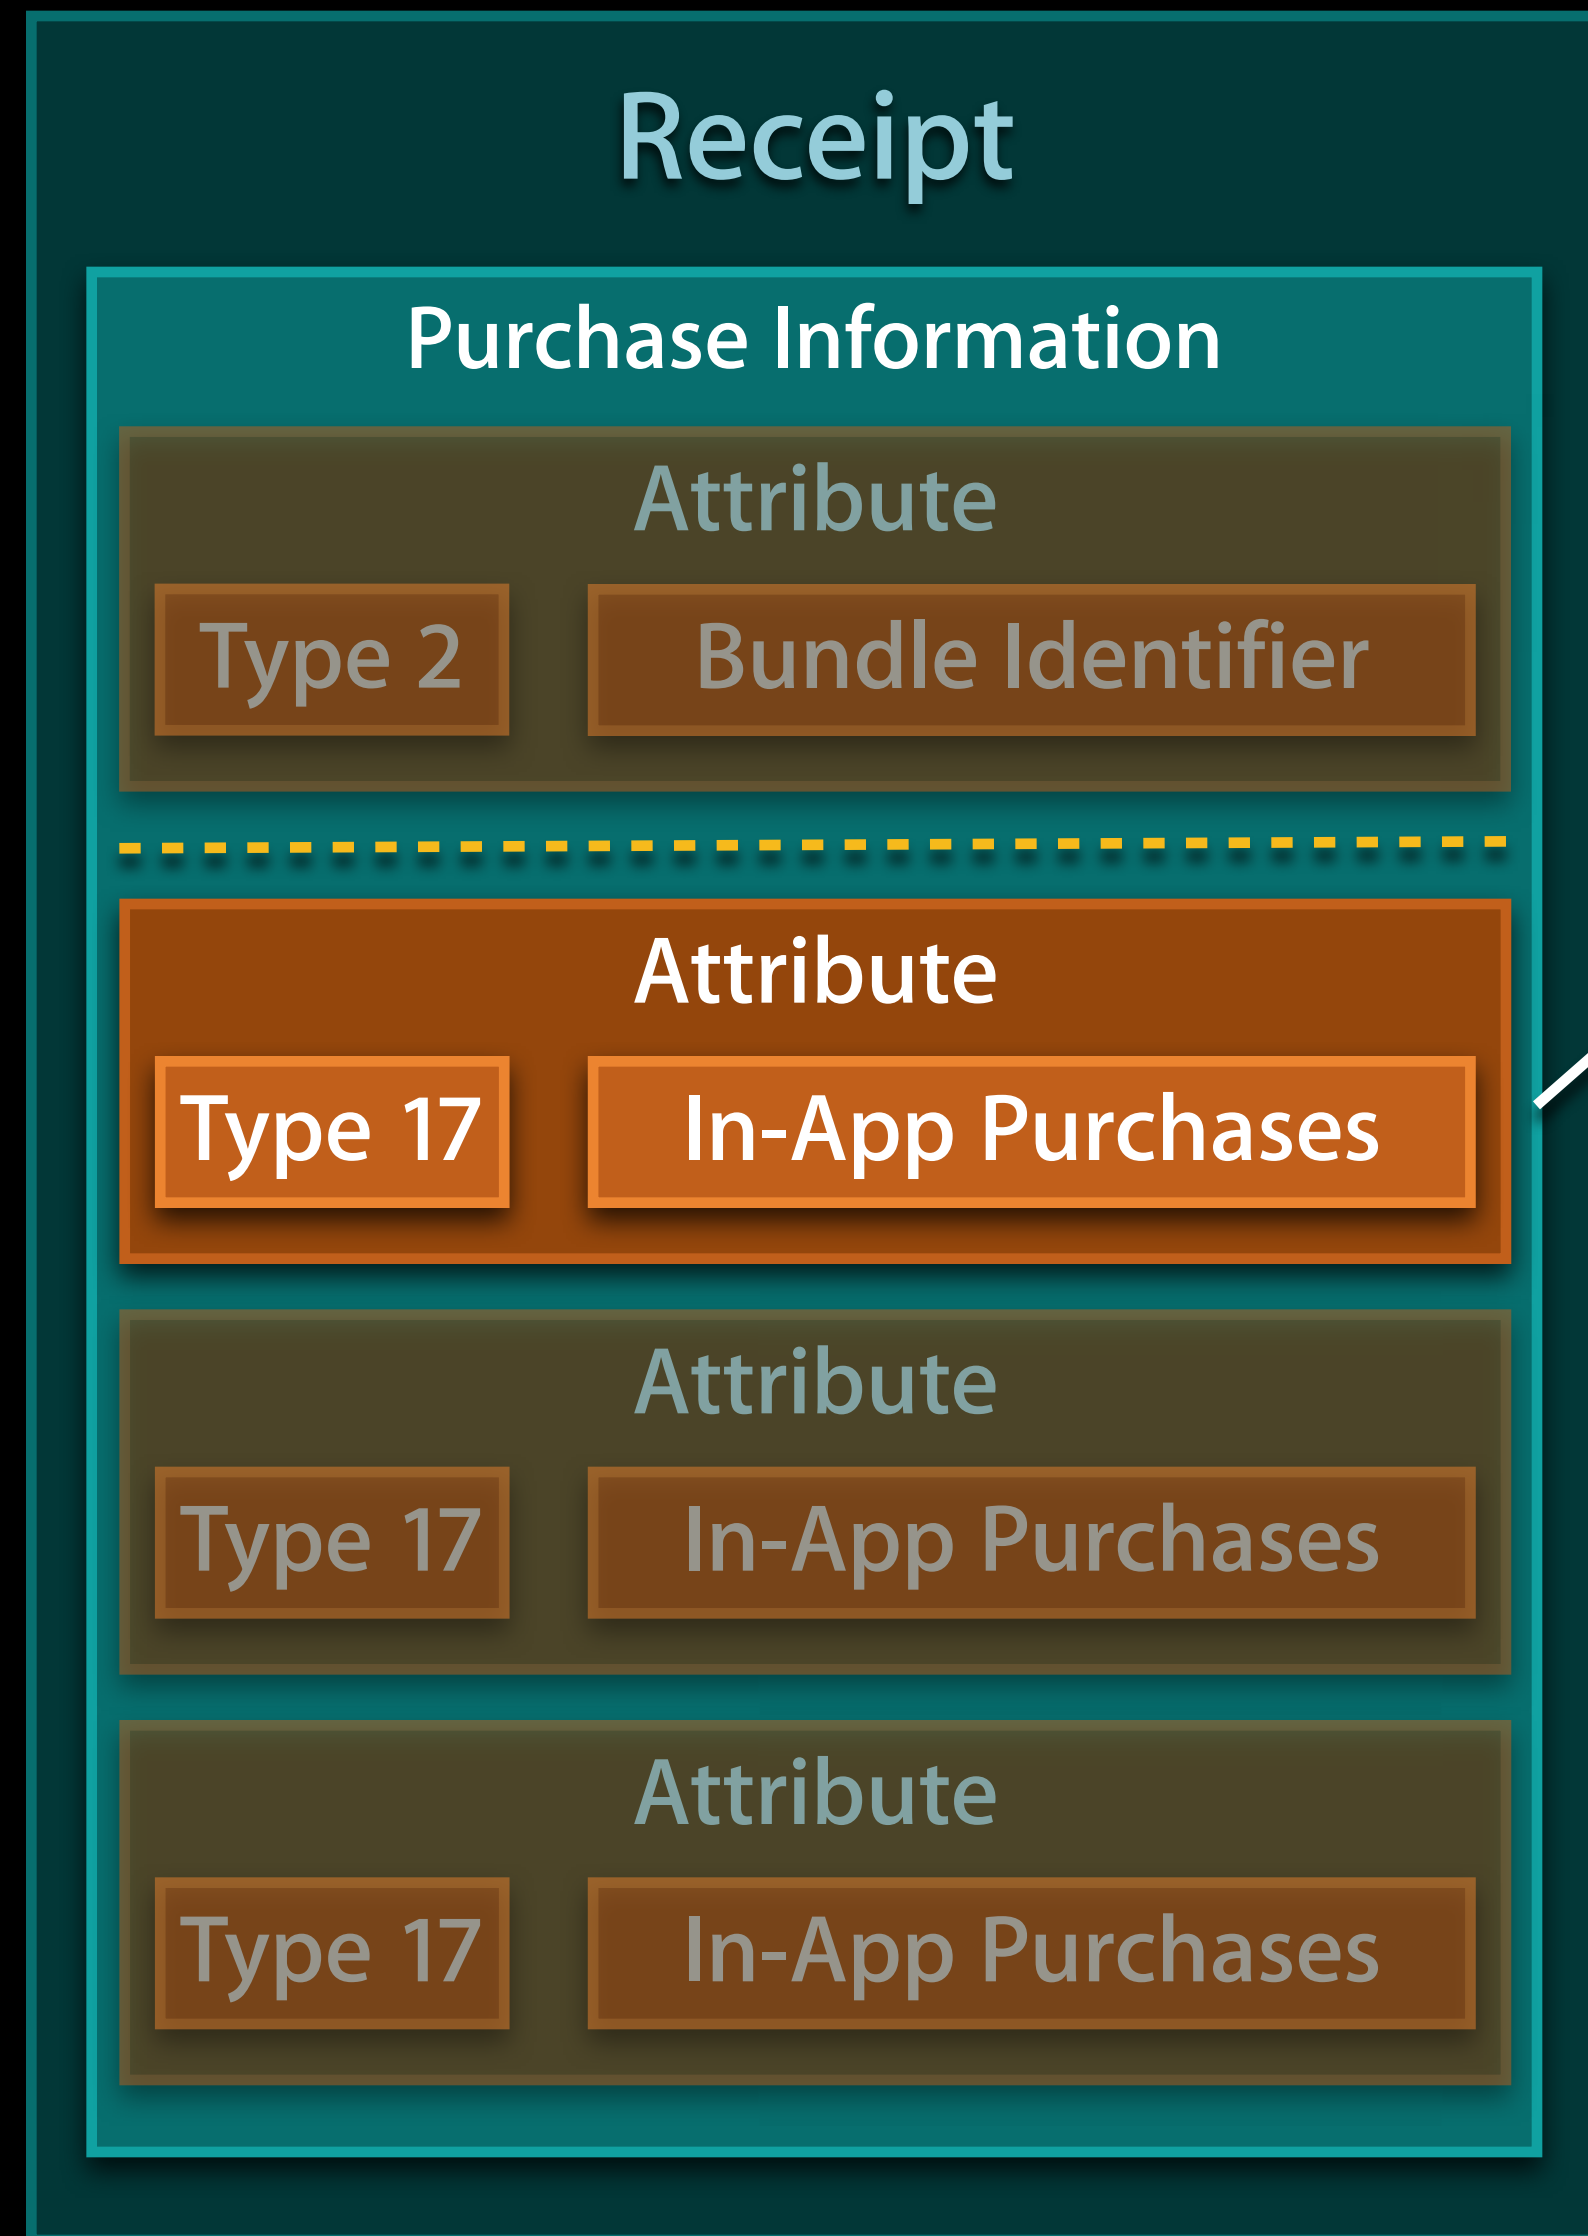 Receipt
Purchase Information
Attribute
Type 2
Bundle Identifier
Attribute
Type 17
In-App Purchases
Attribute
Type 17
In-App Purchases
Attribute
Type 17
In-App Purchases